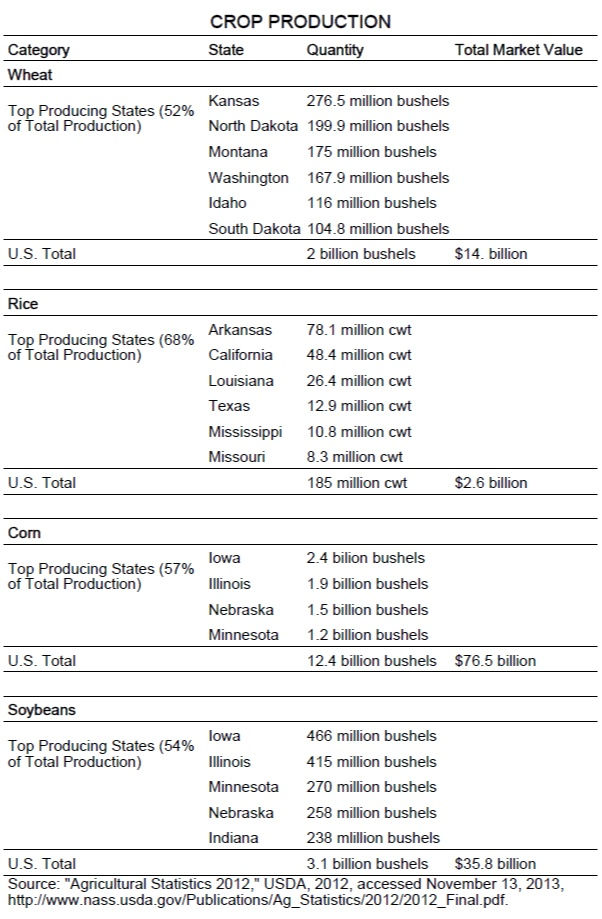 CROP PRODUCTION
Category State Quantity Total Market Value
Wheat
Top Producing States (52%
of Total Production)
Kansas 276.5 million bushels
North Dakota 199.9 million bushels
Montana 175 million bushels
Washington 167.9 million bushels
Idaho 116 million bushels
South Dakota 104.8 million bushels
U.S. Total 2 billion bushels $14. billion
Rice
Top Producing States (68%
of Total Production)
Arkansas 78.1 million cwt
California 48.4 million cwt
Louisiana 26.4 million cwt
Texas 12.9 million cwt
Mississippi 10.8 million cwt
Missouri 8.3 million cwt
U.S. Total 185 million cwt $2.6 billion
Corn
Top Producing States (57%
of Total Production)
Iowa 2.4 bilion bushels
Illinois 1.9 billion bushels
Nebraska 1.5 billion bushels
Minnesota 1.2 billion bushels
U.S. Total 12.4 billion bushels $76.5 billion
Soybeans
Top Producing States (54%
of Total Production)
Iowa 466 million bushels
Illinois 415 million bushels
Minnesota 270 million bushels
Nebraska 258 million bushels
Indiana 238 mlillion bushels
U.S. Total 3.1 billion bushels $35.8 billion
Source: "Agricultural Statistics 2012," USDA, 2012, accessed November 13, 2013,
http://www.nass.usda.gov/Publications/Ag_Statistics/2012/2012_Final.pdf.